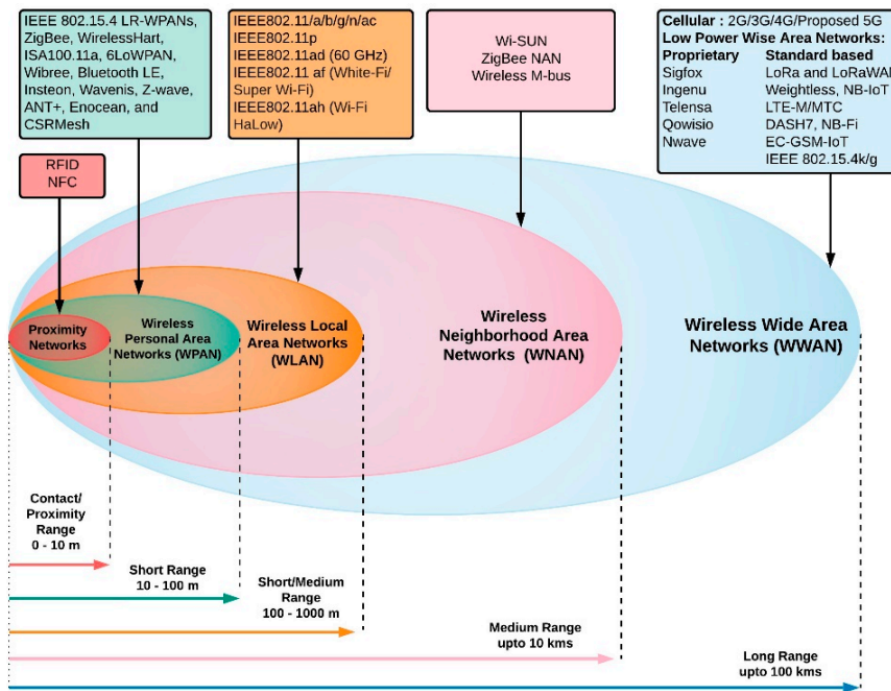 IEEE 802.15.4 LR-WPANs,
ZigBee, WirelessHart,
ISA100.11a, 6LoWPAN,
Wibree, Bluetooth LE,
Insteon, Wavenis, Z-wave,
ANT+, Enocean, and
CSRMesh
IEEE802.11/a/b/g/n/ac
IEEE802.11p
IEEE802.11ad (60 GHz)
IEEE802.11 af (White-Fi/
Super Wi-Fi)
IEEE802.11ah (Wi-Fi
HaLow)
Wi-SUN
ZigBee NAN
Wireless M-bus
Cellular : 2G/3G/4G/Proposed 5G
Low Power Wise Area Networks:
Proprietary Standard based
Sigfox LoRa and LoRaWAN
Ingenu Weightless, NB-IoT
Telensa LTE-M/MTC
Qowisio DASH7, NB-Fi
Nwave EC-GSM-IoT
IEEE 802.15.4k/g
RFID
NFC
Proximity
Networks
Wireless
Personal Area
Networks (WPAN)
Wireless Local
Area Networks
(WLAN)
Wireless
Neighborhood Area
Networks (WNAN)
Wireless Wide Area
Networks (WWAN)
Contact/
Proximity
Range
0 - 10 m
Short Range
10 - 100 m
Short/Medium
Range
100 - 1000 m
Medium Range
upto 10 kms
Long Range
upto 100 kms